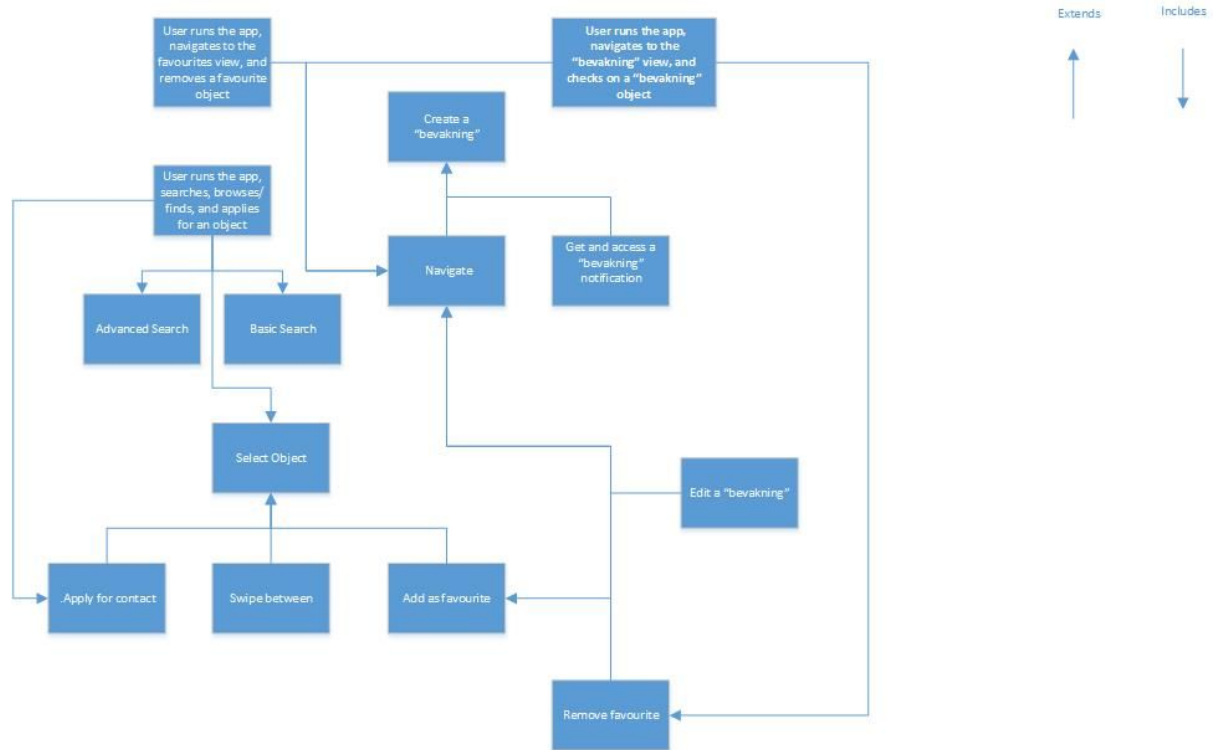 User runs the app,
navigates to the
favourites view, and
removes a favourite
object
User runs the app,
navigates to the
“bevakning” view, and
checks on a “bevakning”
object
Extends
Includes
Create a
“bevakning”
User runs the app,
searches, browses/
finds, and applies
for an object
Navigate
Get and access a
“bevakning”
notification
Advanced Search
Basic Search
Select Object
Edit a “bevakning”
.Apply for contact
Swipe between
Add as favourite
Remove favourite